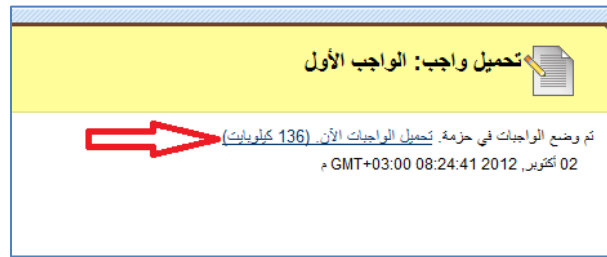 تحميل واجب: الواجب الأول
تم وضع الواجبات في حزمة. تحميل الواجبات الآن. (136 كيلوبايت)
02 أكتوبر, 2012 08:24:41 GMT+03:00 م